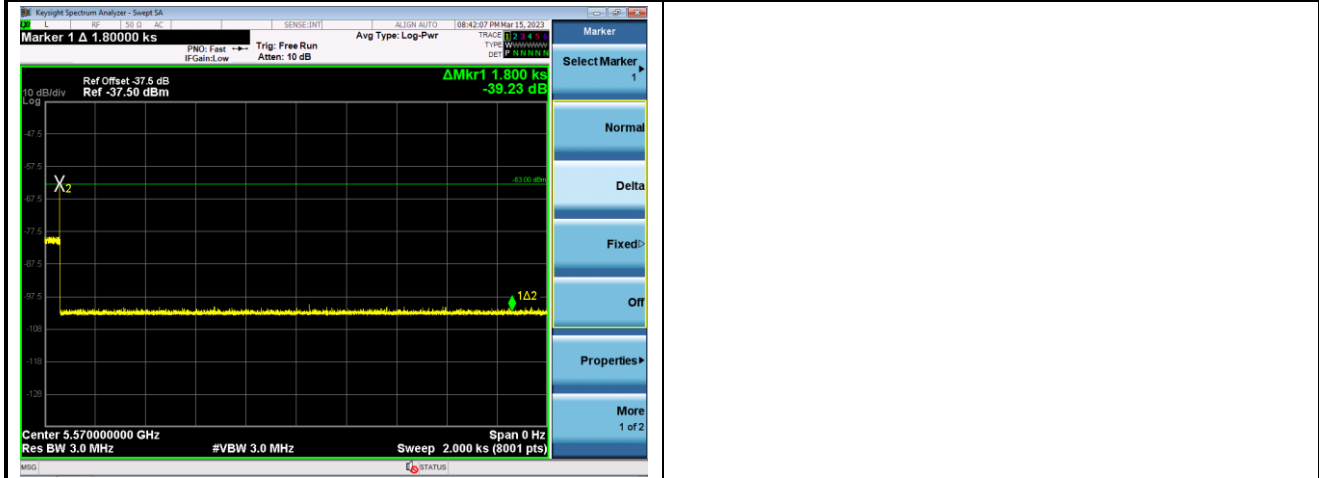 Keysight Spectrum Analyzer - Swept SA
L RF 50 Ω AC SENSE:INT ALIGN AUTO 08:42:07 PM Mar 15, 2023
Marker 1 Δ 1.80000 ks
PNO: Fast
IFGain:Low
Trig: Free Run
Atten: 10 dB
Avg Type: Log-Pwr
TRACE 1 2 3 4 5 6
TYPE WWWWWW
DET P N N N N N
Marker
Select Marker
1
Normal
Delta
Fixed
Off
Properties
More
1 of 2
ΔMkr1 1.800 ks
-39.23 dB
Ref Offset -37.5 dB
10 dB/div Ref -37.50 dBm
Log
-47.5
-57.5
-63.00 dBm
X2
-67.5
-77.5
-87.5
-97.5
1Δ2
-108
-118
-128
Center 5.570000000 GHz Span 0 Hz
Res BW 3.0 MHz #VBW 3.0 MHz Sweep 2.000 ks (8001 pts)
MSG STATUS